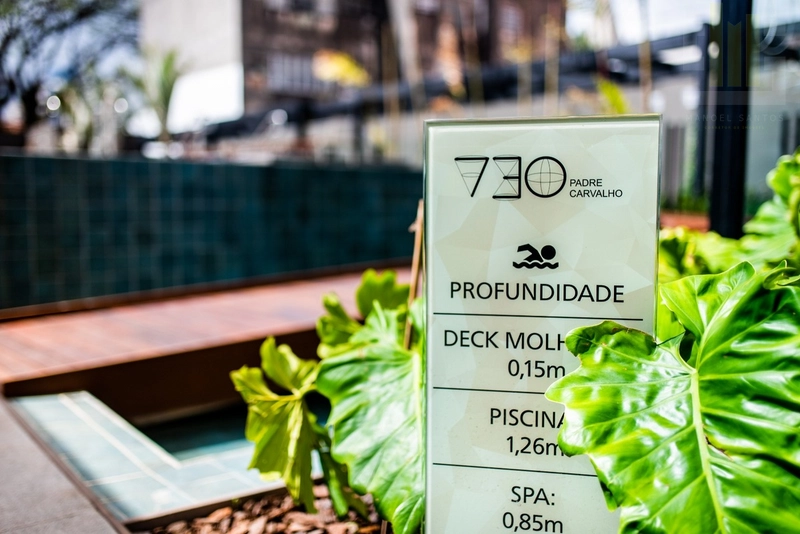 730 PADRE
CARVALHO
PROFUNDIDADE
DECK MOLH
0,15m
PISCINA
1,26m
SPA:
0,85m